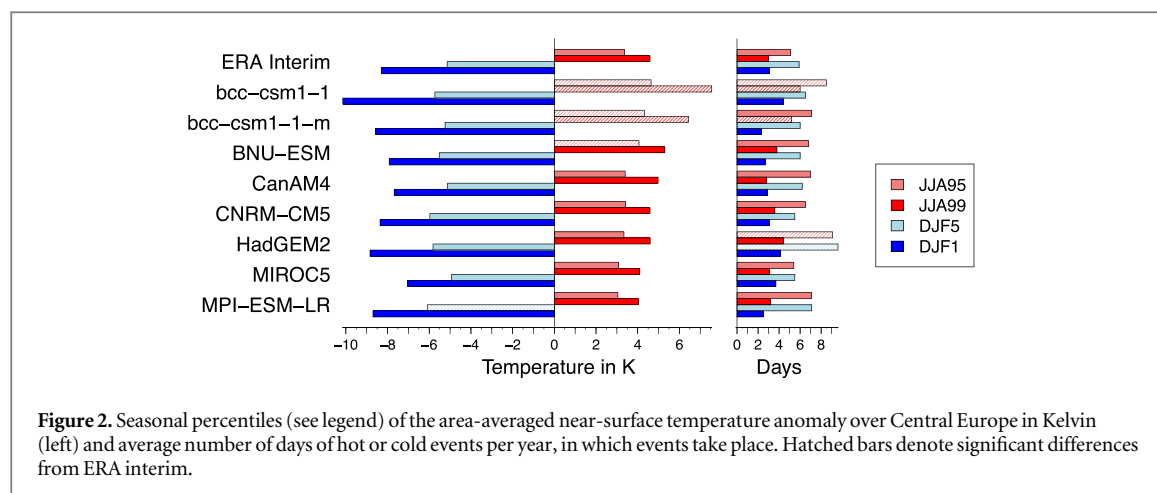 ERA Interim
bcc–csm1–1
bcc–csm1–1–m
BNU–ESM
CanAM4
CNRM–CM5
HadGEM2
MIROC5
MPI–ESM–LR
−10 −8 −6 −4 −2 0 2 4 6
Temperature in K
0 2 4 6 8
Days
JJA95
JJA99
DJF5
DJF1
Figure 2. Seasonal percentiles (see legend) of the area-averaged near-surface temperature anomaly over Central Europe in Kelvin
(left) and average number of days of hot or cold events per year, in which events take place. Hatched bars denote significant differences
from ERA interim.